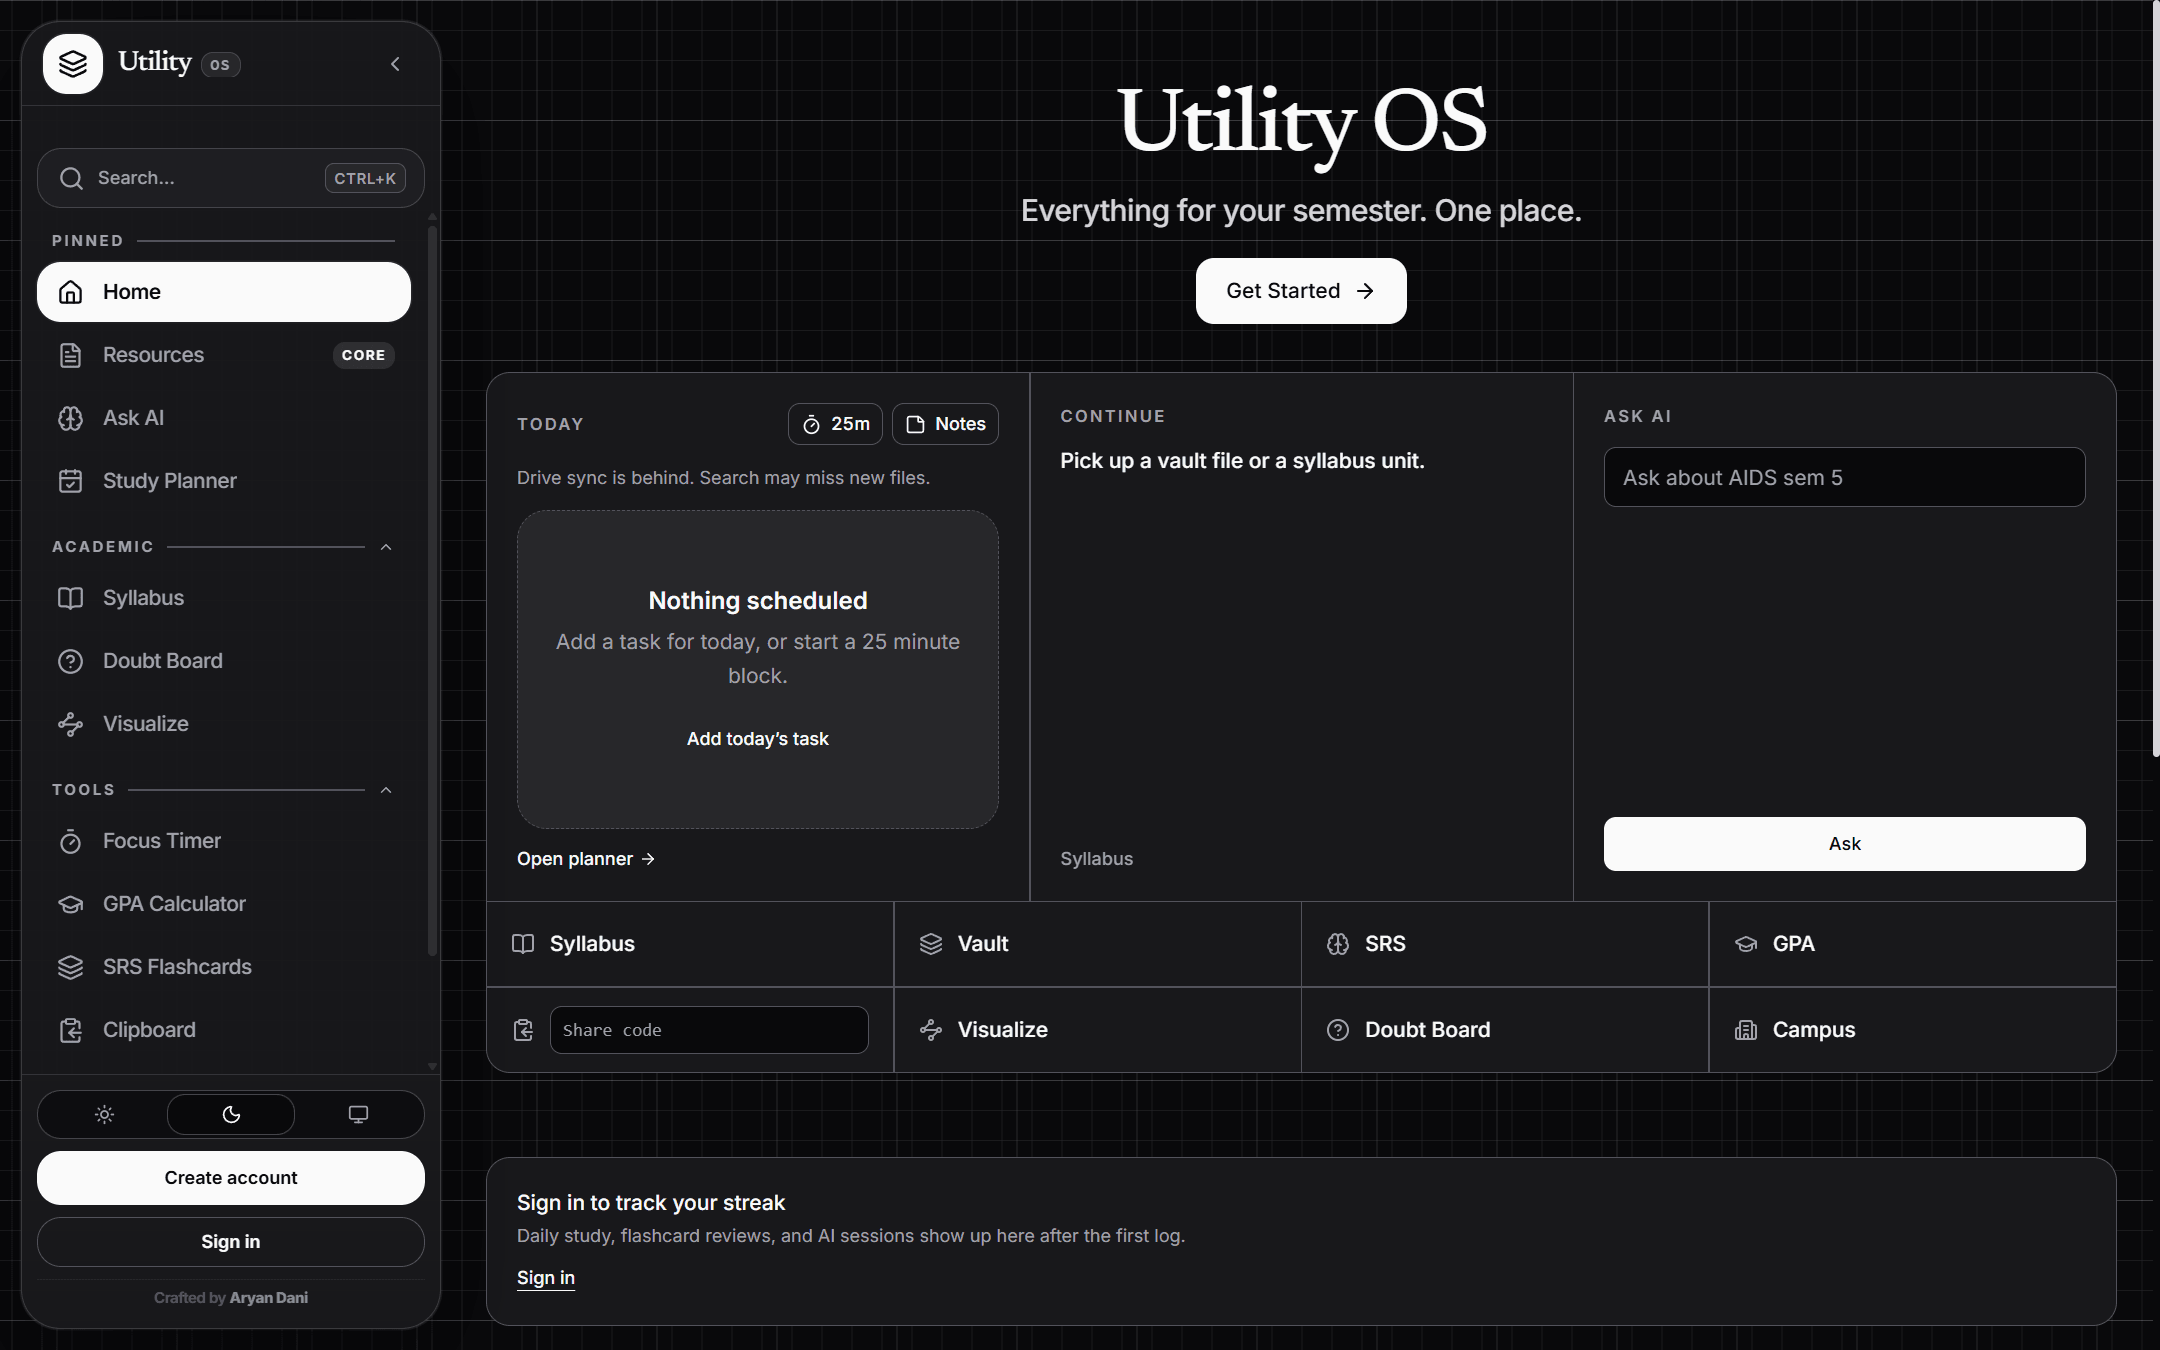 Utility OS
Search...
CTRL+K
PINNED
Home
Resources
CORE
Ask AI
Study Planner
ACADEMIC
Syllabus
Doubt Board
Visualize
TOOLS
Focus Timer
GPA Calculator
SRS Flashcards
Clipboard
Create account
Sign in
Crafted by Aryan Dani
Utility OS
Everything for your semester. One place.
Get Started
TODAY
25m
Notes
Drive sync is behind. Search may miss new files.
Nothing scheduled
Add a task for today, or start a 25 minute
block.
Add today’s task
Open planner
CONTINUE
Pick up a vault file or a syllabus unit.
Syllabus
ASK AI
Ask about AIDS sem 5
Ask
Syllabus
Vault
SRS
GPA
Share code
Visualize
Doubt Board
Campus
Sign in to track your streak
Daily study, flashcard reviews, and AI sessions show up here after the first log.
Sign in